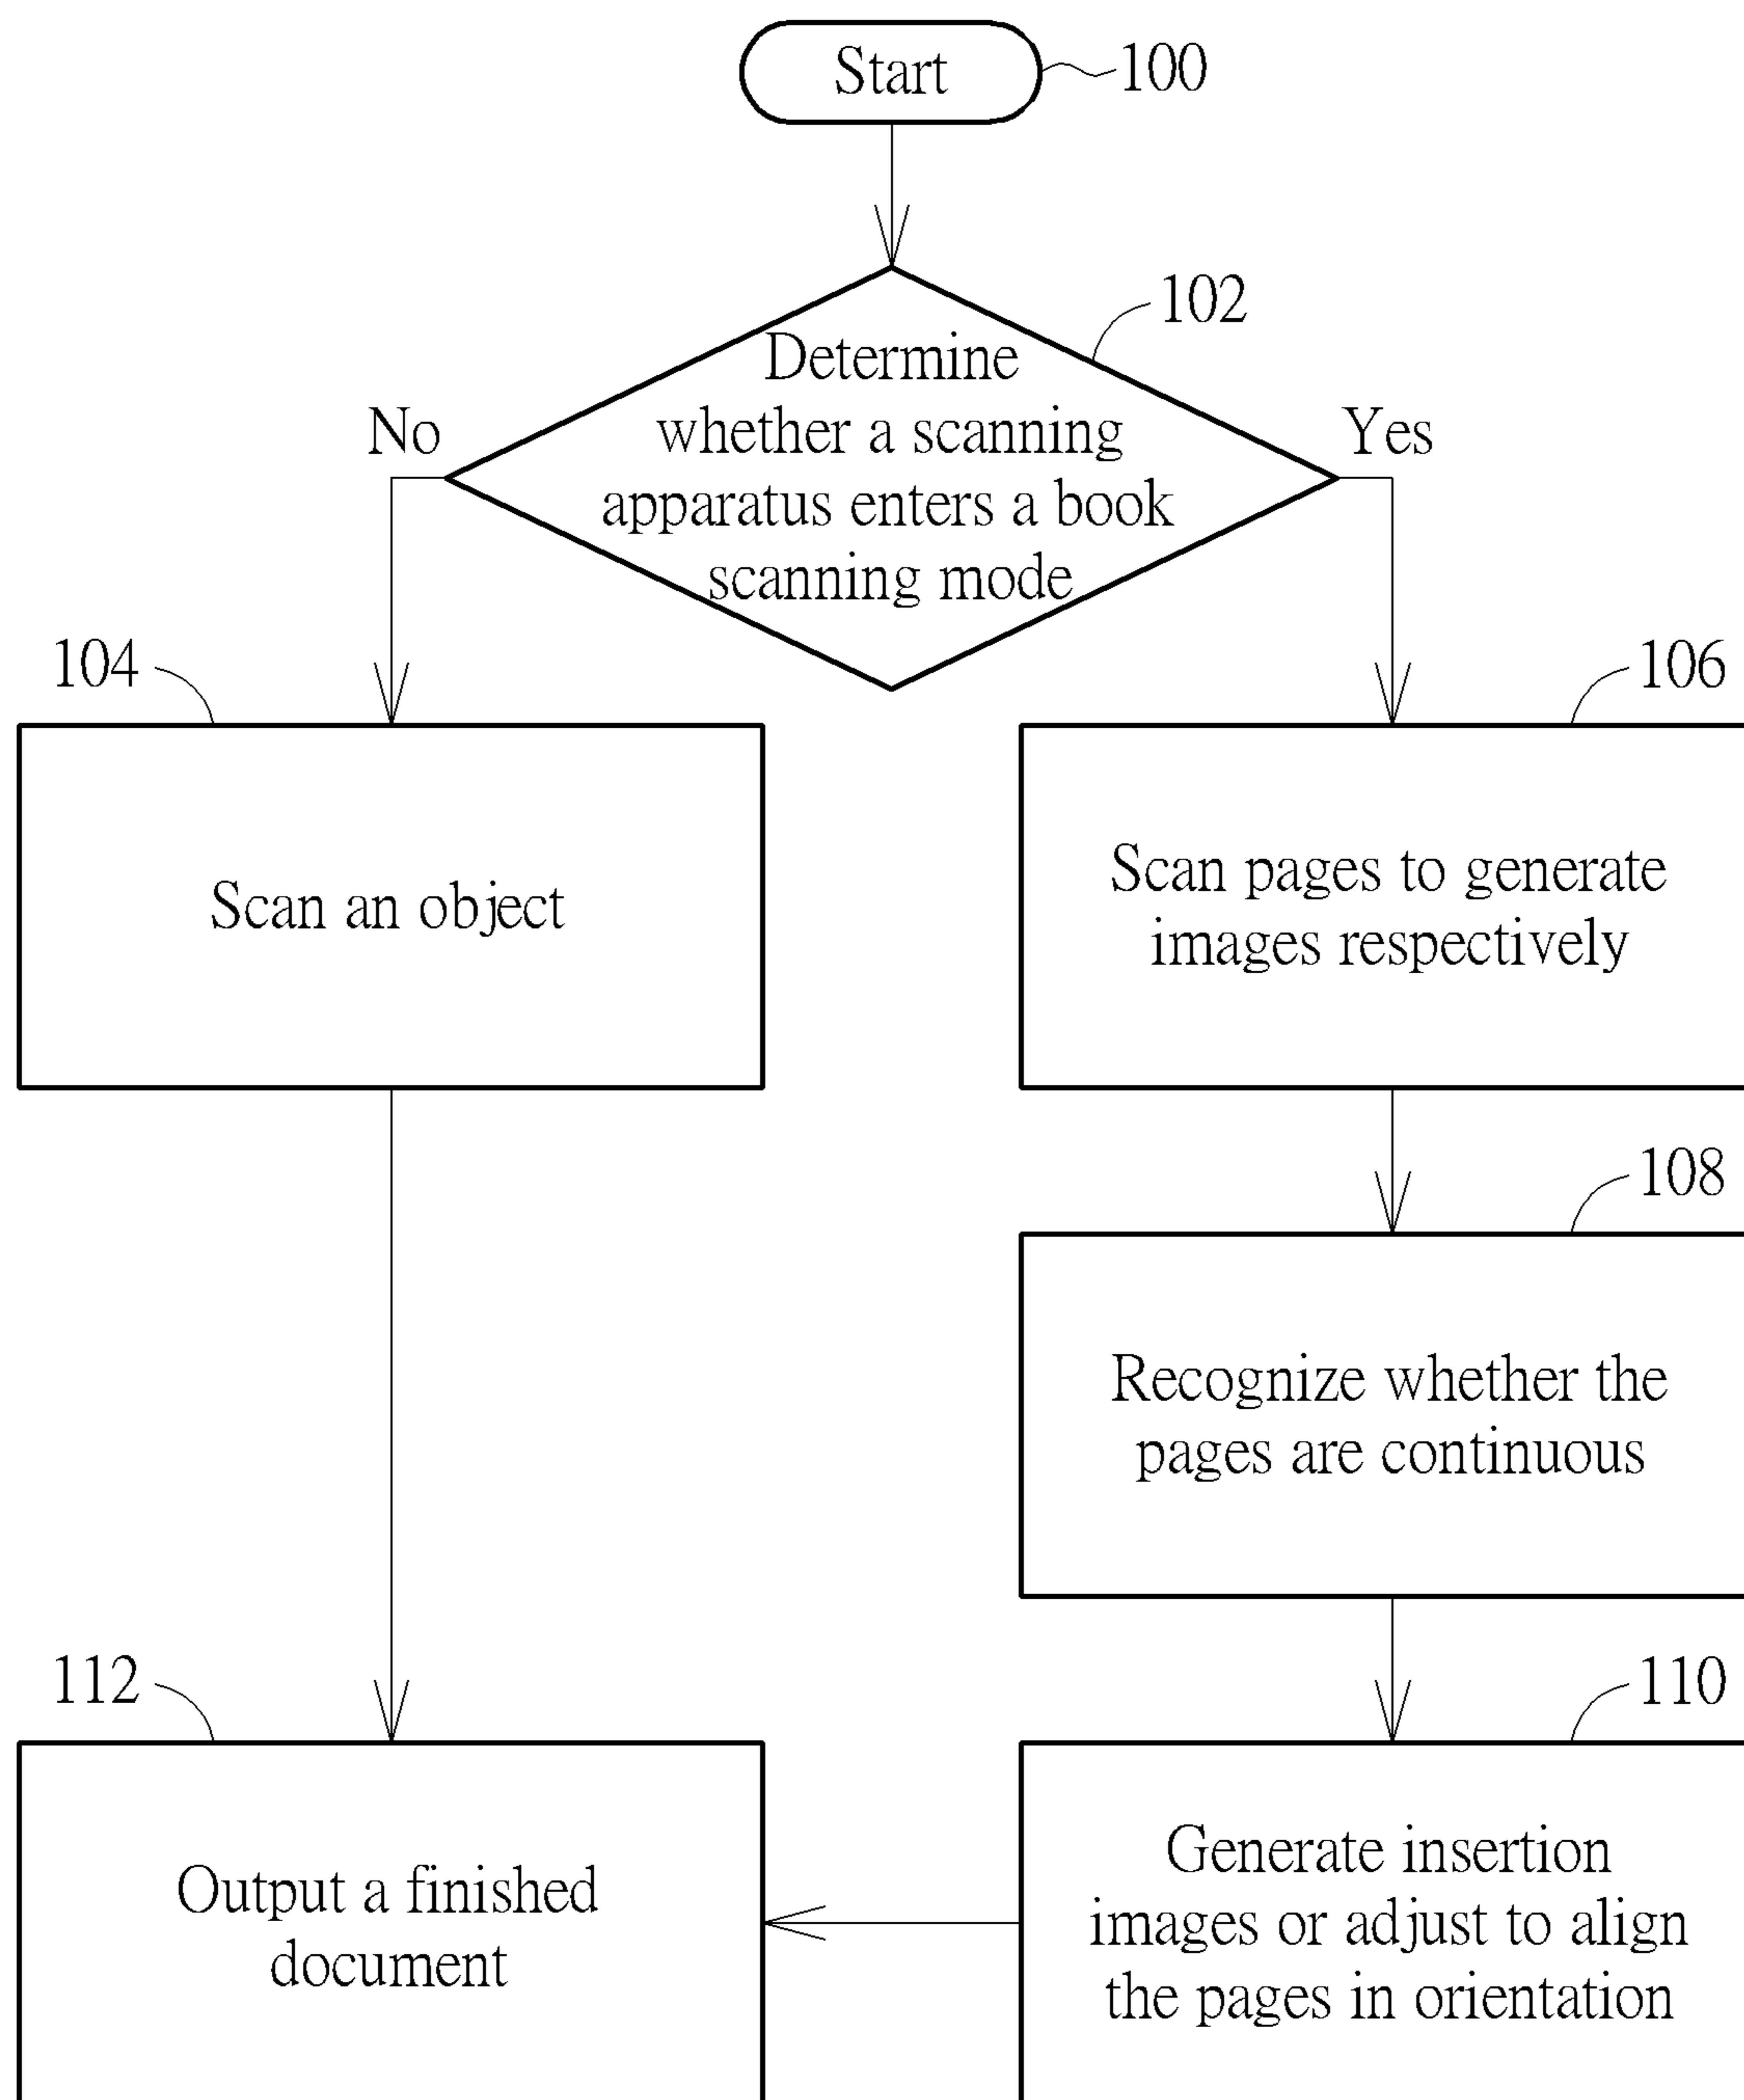 Start
100
Determine
whether a scanning
apparatus enters a book
scanning mode
102
No
Yes
104
Scan an object
106
Scan pages to generate
images respectively
108
Recognize whether the
pages are continuous
112
Output a finished
document
110
Generate insertion
images or adjust to align
the pages in orientation